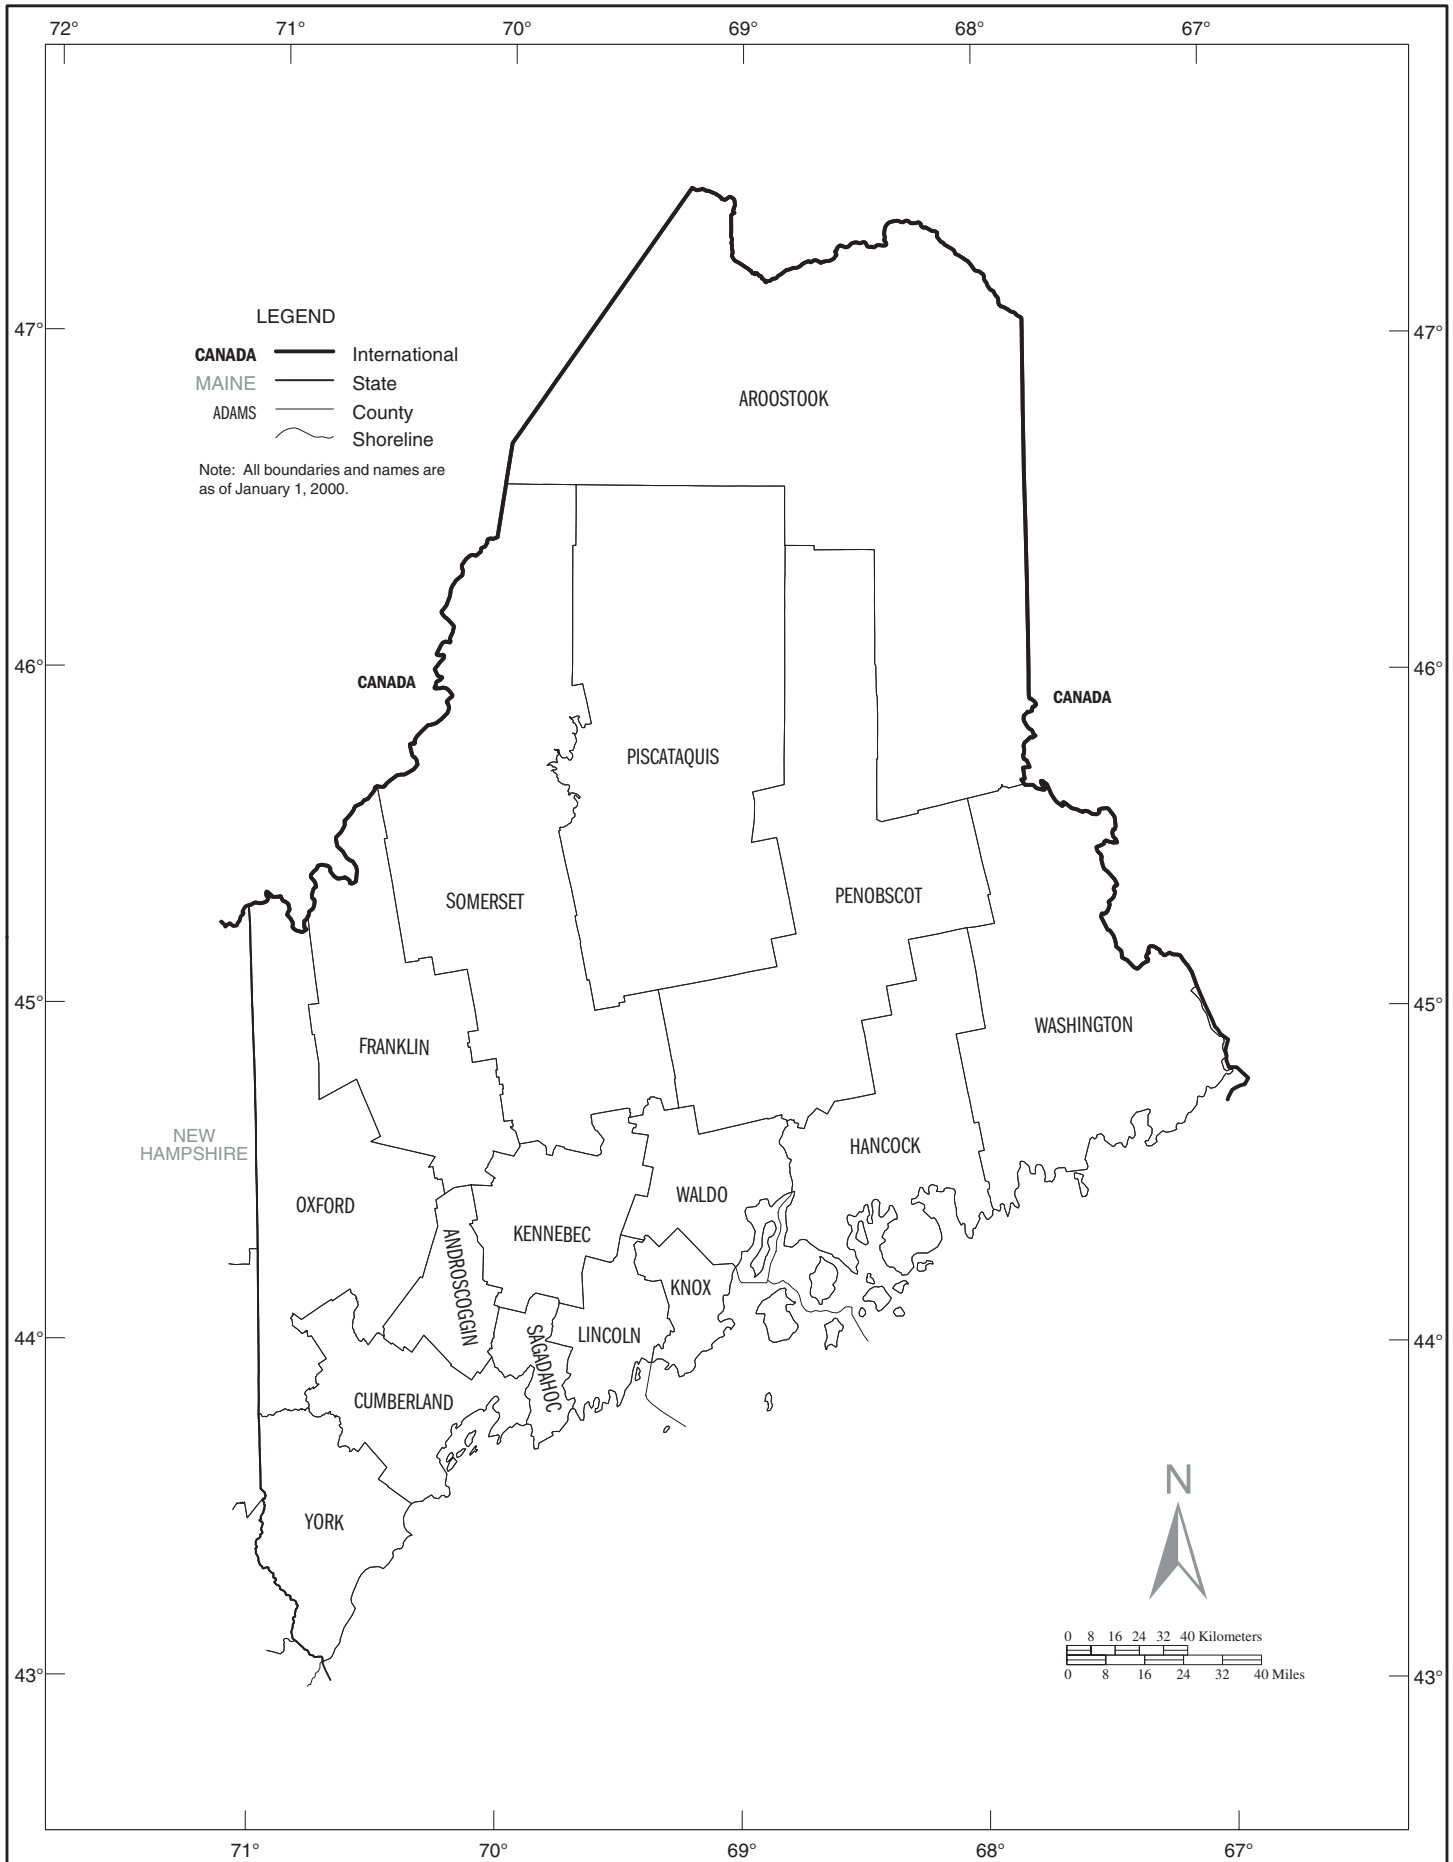 72° 71° 70° 69° 68° 67°
47° 47°
LEGEND
CANADA International
MAINE State
ADAMS County
Shoreline
Note: All boundaries and names are
as of January 1, 2000.
AROOSTOOK
46° 46°
CANADA
CANADA
PISCATAQUIS
SOMERSET
PENOBSCOT
45° 45°
WASHINGTON
FRANKLIN
NEW
HAMPSHIRE
HANCOCK
WALDO
OXFORD
KENNEBEC
ANDROSCOGGIN
KNOX
44° 44°
LINCOLN
SAGADAHOC
CUMBERLAND
N
YORK
0 8 16 24 32 40 Kilometers
0 8 16 24 32 40 Miles
43° 43°
71° 70° 69° 68° 67°